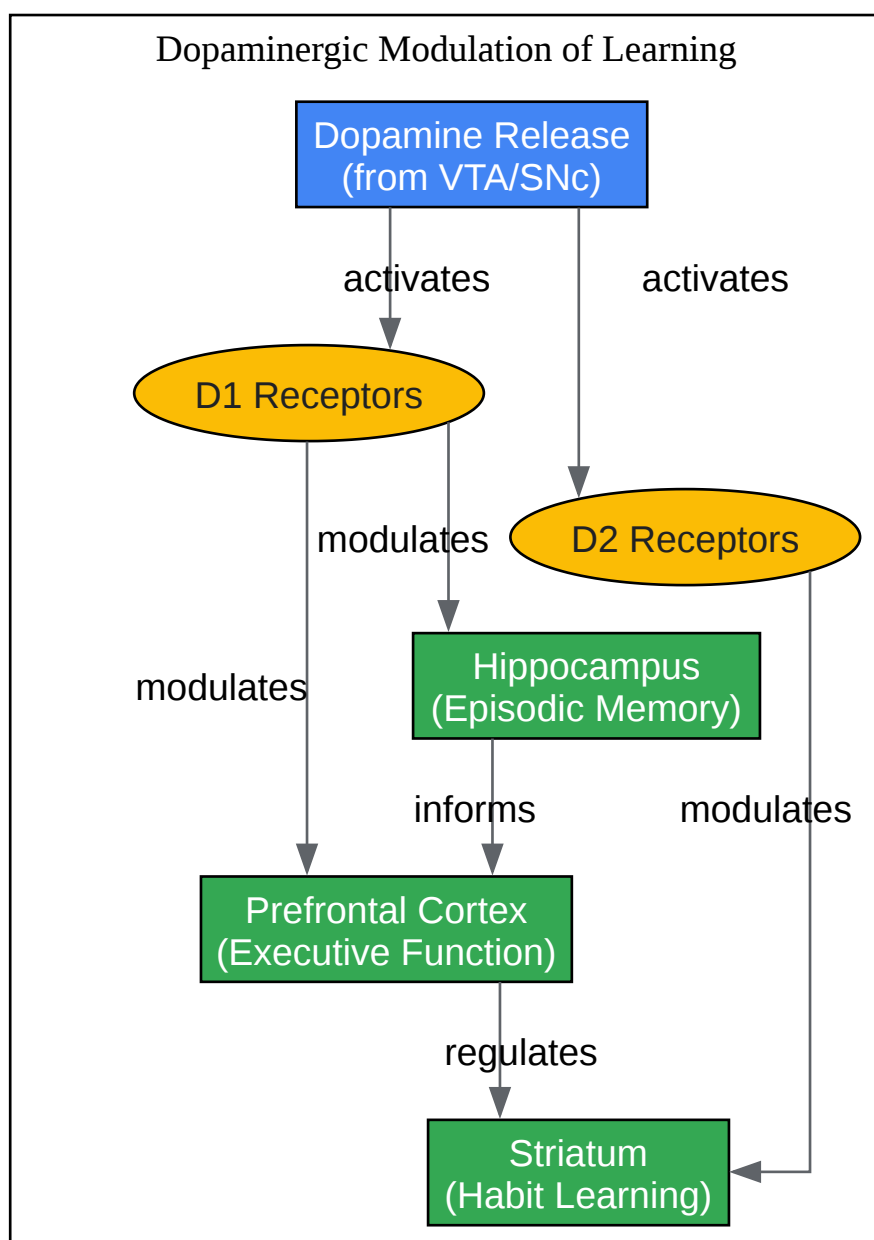 Dopaminergic Modulation of Learning
Dopamine Release
(from VTA/SNc)
activates
activates
D1 Receptors
modulates
D2 Receptors
modulates
Hippocampus
(Episodic Memory)
informs
modulates
Prefrontal Cortex
(Executive Function)
regulates
Striatum
(Habit Learning)